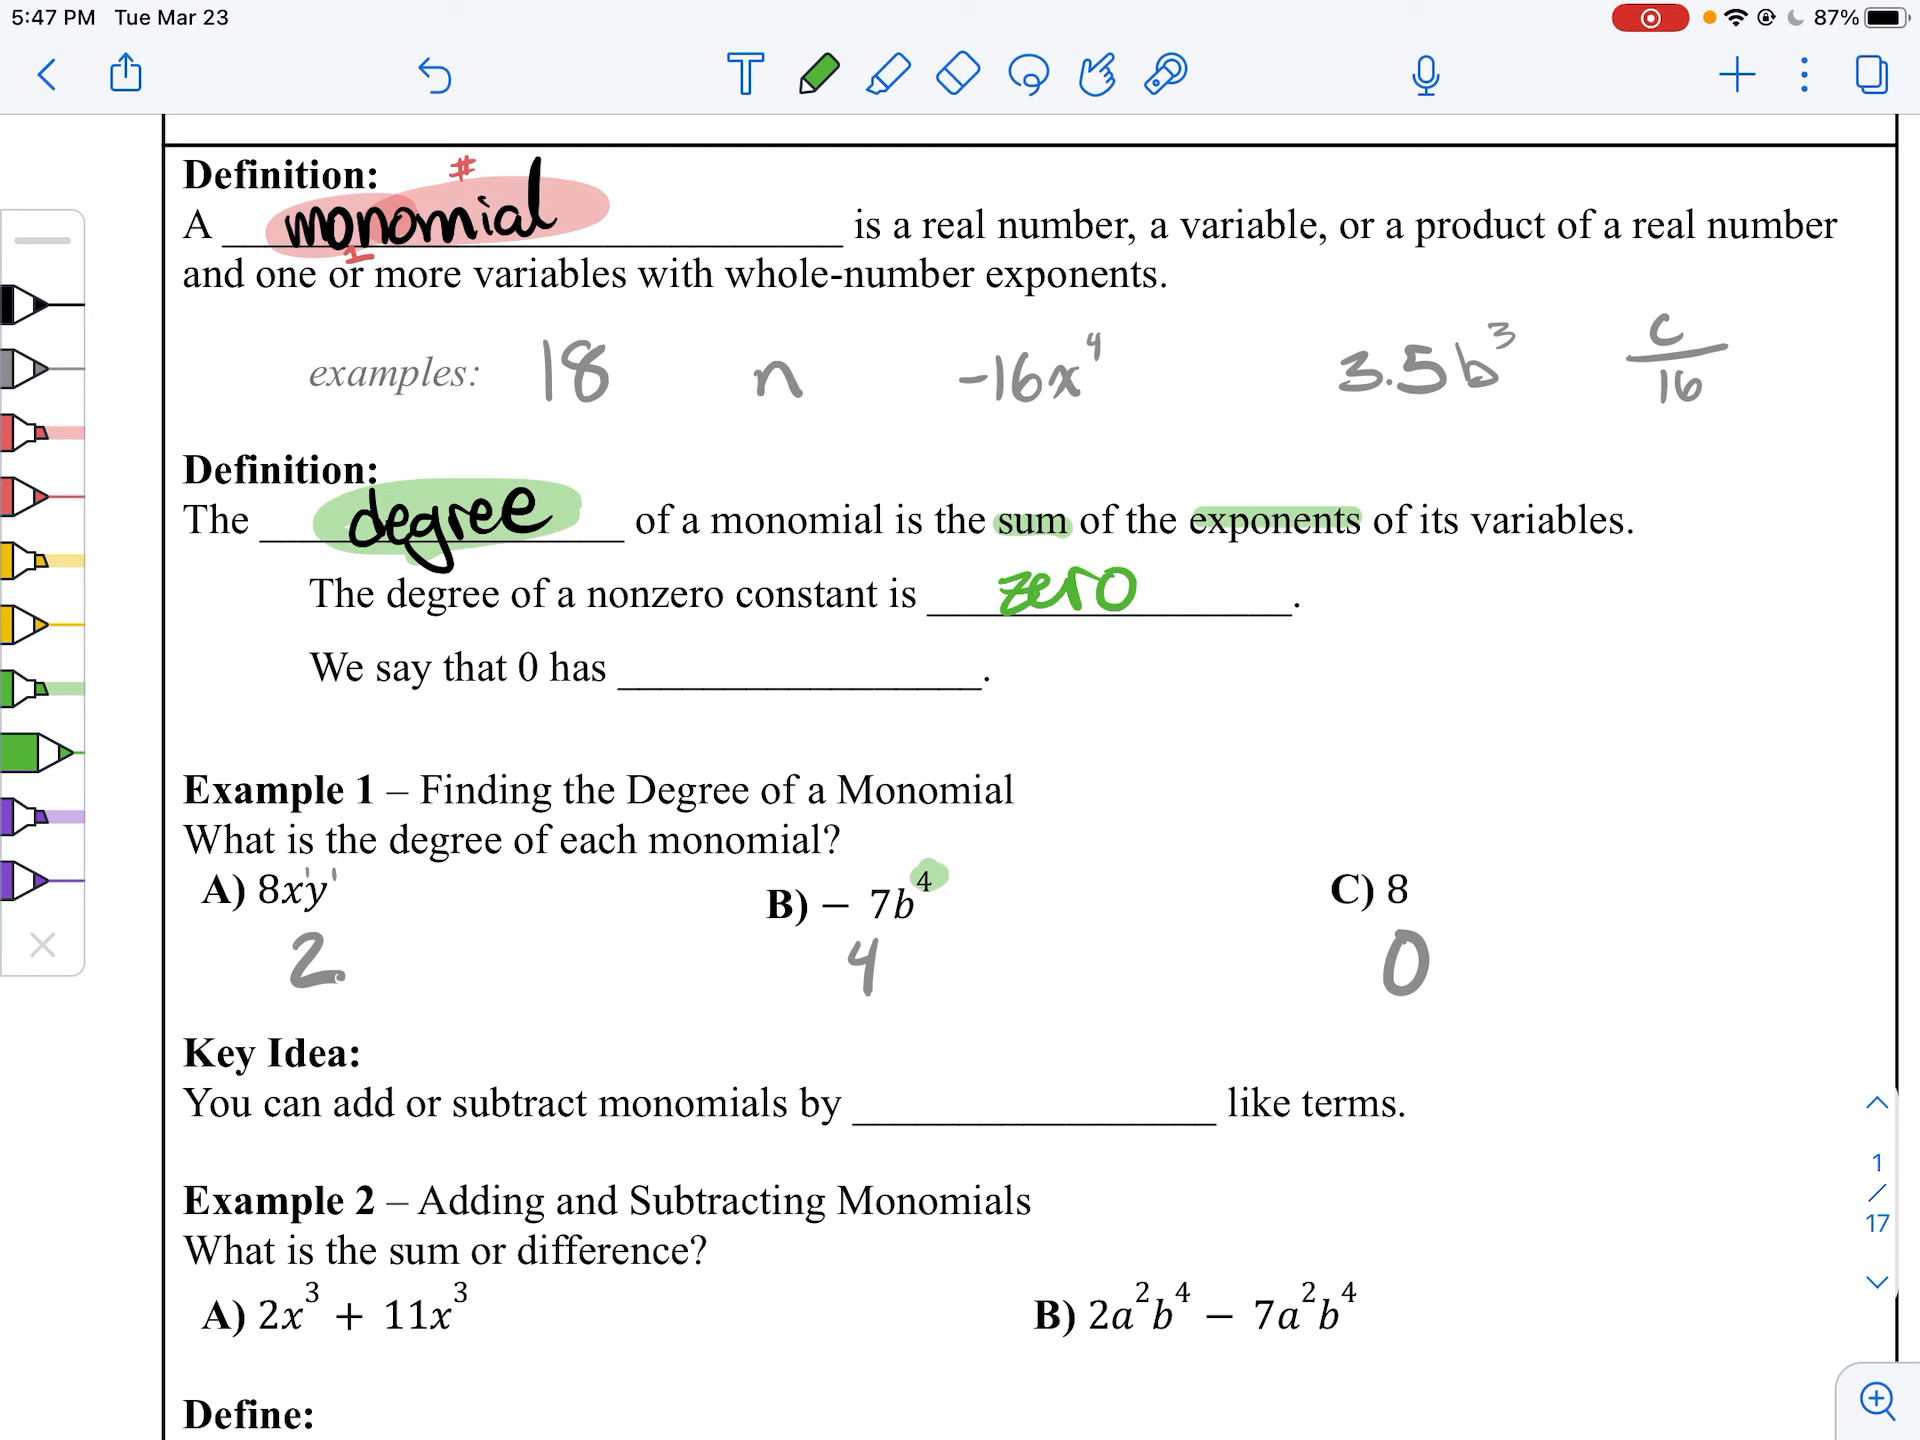 5:47 PM Tue Mar 23 87%
T
Definition:
#
A monomial is a real number, a variable, or a product of a real number
1
and one or more variables with whole-number exponents.
examples: 18 n -16x⁴ 3.5b³ c/16
Definition:
The degree of a monomial is the sum of the exponents of its variables.
The degree of a nonzero constant is zero.
We say that 0 has ________________.
Example 1 – Finding the Degree of a Monomial
What is the degree of each monomial?
A) 8x¹y¹ B) – 7b⁴ C) 8
2 4 0
Key Idea:
You can add or subtract monomials by ________________ like terms.
1
/
17
Example 2 – Adding and Subtracting Monomials
What is the sum or difference?
A) 2x³ + 11x³ B) 2a²b⁴ – 7a²b⁴
Define: